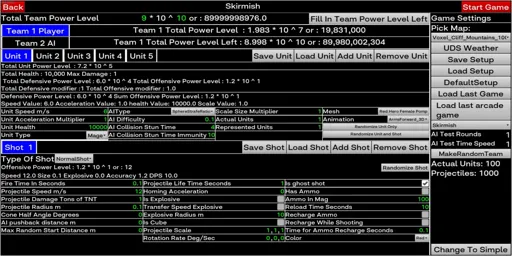 Back Skirmish Start Game
Total Team Power Level 9 * 10 ^ 10 or : 89999998976.0 Fill In Team Power Level Left Game Settings
Team 1 Player Team 1 Total Power Level : 1.983 * 10 ^ 7 or : 19,831,000 Pick Map:
Team 2 AI Team 1 Total Power Level Left : 8.998 * 10 ^ 10 or : 89,980,002,304 Voxel_Cliff_Mountains_10(
Unit 1 Unit 2 Unit 3 Unit 4 Unit 5 Save Unit Load Unit Add Unit Remove Unit UDS Weather
Total Unit Power Level : 7.2 * 10 ^ 5 Save Setup
Total Health : 10,000 Max Damage : 1
Total Defensive Power Level : 6.0 * 10 ^ 4 Total Offensive Power Level : 1.2 * 10 ^ 1 Load Setup
Total Defensive modifier : 1 Total Offensive modifier : 1.0
Defensive Power Level : 6.0 * 10 ^ 4 Sum Offensive Power Level : 1.2 * 10 ^ 1 DefaultSetup
Speed Value: 6.0 Acceleration Value : 1.0 health Value: 10000.0 Scale Value : 1.0 Load Last Game
Unit Speed m/s 6 AIType Scale Size Multiplier 1 Mesh Red Hero Female Pump Load last arcade game
Unit Acceleration Multiplier 1 AI Difficulty 0.1 Actual Units 20 Animation ArmsForward_30*
Unit Health 10000 AI Collision Stun Time 4 Represented Units 1 Randomise Unit Only Skirmish
Unit Type Mage AI Collision Stun Time Immunity 10 Randomise Unit and Shot AI Test Rounds 1
Shot 1 Save Shot Load Shot Add Shot Remove Shot AI Test Time Speed 1
Type Of Shot NormalShot MakeRandomTeam
Offensive Power Level : 1.2 * 10 ^ 1 or : 12 Randomize Shot Actual Units: 100
Speed 12.0 Size 0.1 Explosive 0.0 Accuracy 1.2 DPS 10.0 Projectiles: 1000
Fire Time In Seconds 0.1 Projectile Life Time Seconds 1 Is ghost shot
Projectile Speed m/s 12 Homing Acceleration 0 Has Ammo
Projectile Damage Tons of TNT 1 Is Explosive Ammo In Mag 100
Projectile Radius m 0.1 Transfer Speed Explosive Reload Time Seconds 10
Cone Half Angle Degrees 0 Explosive Radius m 10 Recharge Ammo
AI pushback distance m 0 Is Cube Recharge While Shooting
Max Random Start Distance m 0 Projectile Scale 1,1,1 Time for Ammo Recharge Seconds 0.1
Rotation Rate Deg/Sec 0,0,0 Color Red Change To Simple